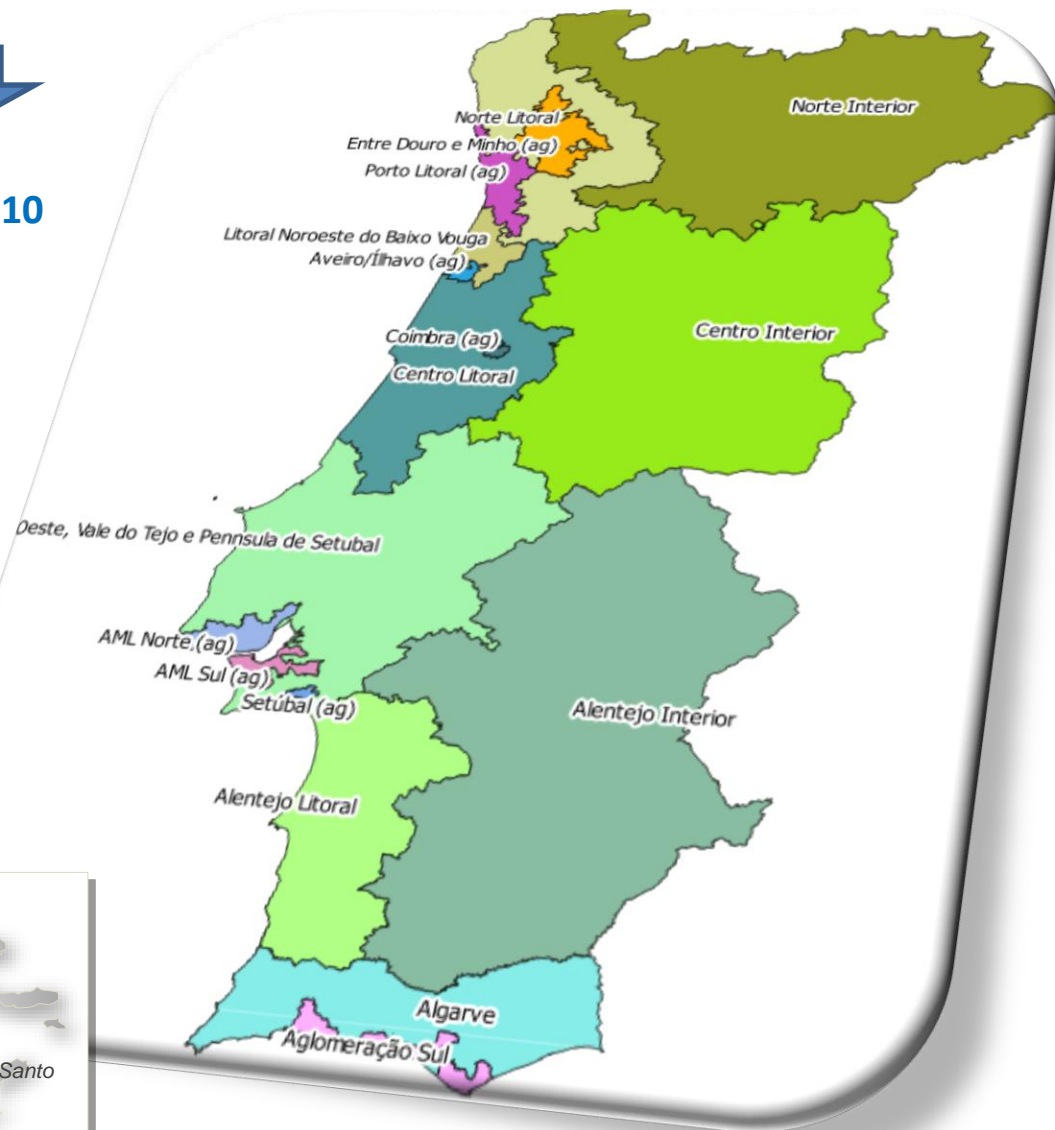 Norte Interior
Norte Litoral
Entre Douro e Minho (ag)
Porto Litoral (ag)
10
Litoral Noroeste do Baixo Vouga
Aveiro/Ílhavo (ag)
Centro Interior
Coimbra (ag)
Centro Litoral
Oeste, Vale do Tejo e Pennsula de Setubal
AML Norte (ag)
AML Sul (ag)
Setúbal (ag)
Alentejo Interior
Alentejo Litoral
Algarve
Aglomeração Sul
Santo